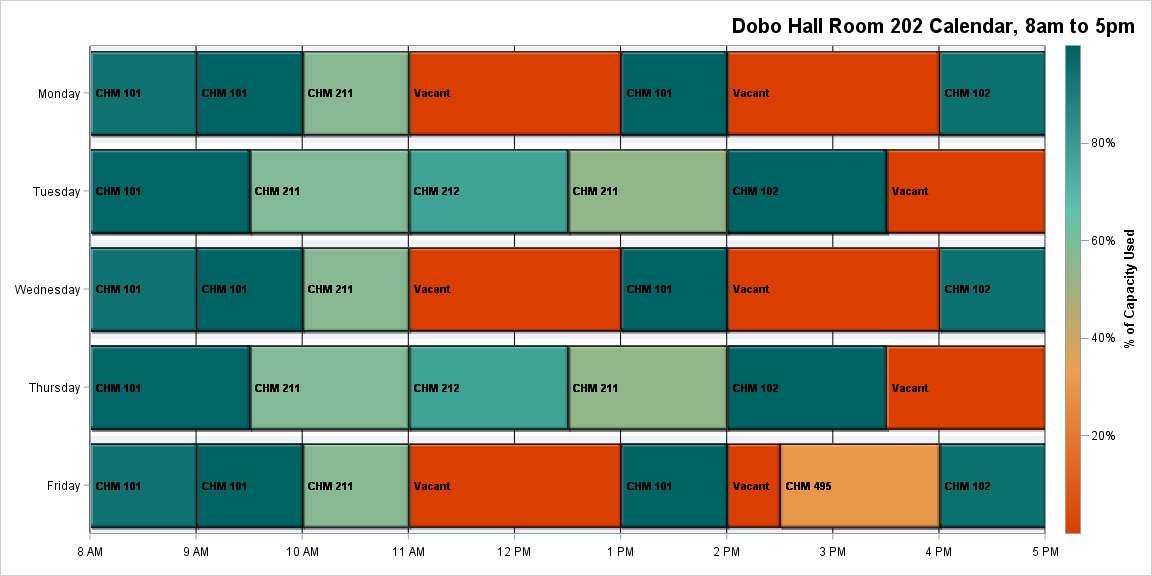 Dobo Hall Room 202 Calendar, 8am to 5pm
Monday
CHM 101
CHM 101
CHM 211
Vacant
CHM 101
Vacant
CHM 102
Tuesday
CHM 101
CHM 211
CHM 212
CHM 211
CHM 102
Vacant
Wednesday
CHM 101
CHM 101
CHM 211
Vacant
CHM 101
Vacant
CHM 102
Thursday
CHM 101
CHM 211
CHM 212
CHM 211
CHM 102
Vacant
Friday
CHM 101
CHM 101
CHM 211
Vacant
CHM 101
Vacant
CHM 495
CHM 102
8 AM
9 AM
10 AM
11 AM
12 PM
1 PM
2 PM
3 PM
4 PM
5 PM
80%
60%
40%
20%
% of Capacity Used